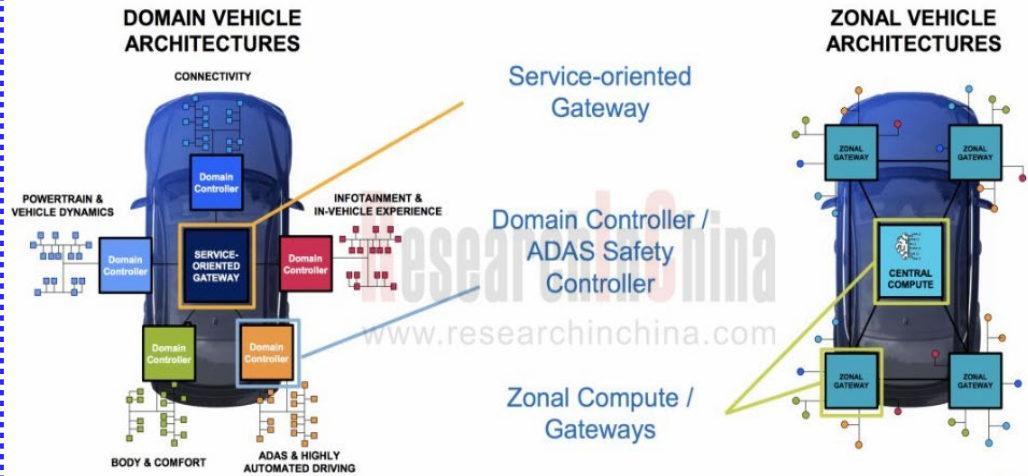 DOMAIN VEHICLE
ARCHITECTURES
CONNECTIVITY
Domain
Controller
POWERTRAIN &
VEHICLE DYNAMICS
Domain
Controller
SERVICE-
ORIENTED
GATEWAY
INFOTAINMENT &
IN-VEHICLE EXPERIENCE
Domain
Controller
Domain
Controller
Domain
Controller
BODY & COMFORT
ADAS & HIGHLY
AUTOMATED DRIVING
Service-oriented
Gateway
Domain Controller /
ADAS Safety
Controller
ResearchInChina
www.researchinchina.com
Zonal Compute /
Gateways
ZONAL VEHICLE
ARCHITECTURES
ZONAL
GATEWAY
ZONAL
GATEWAY
CENTRAL
COMPUTE
ZONAL
GATEWAY
ZONAL
GATEWAY